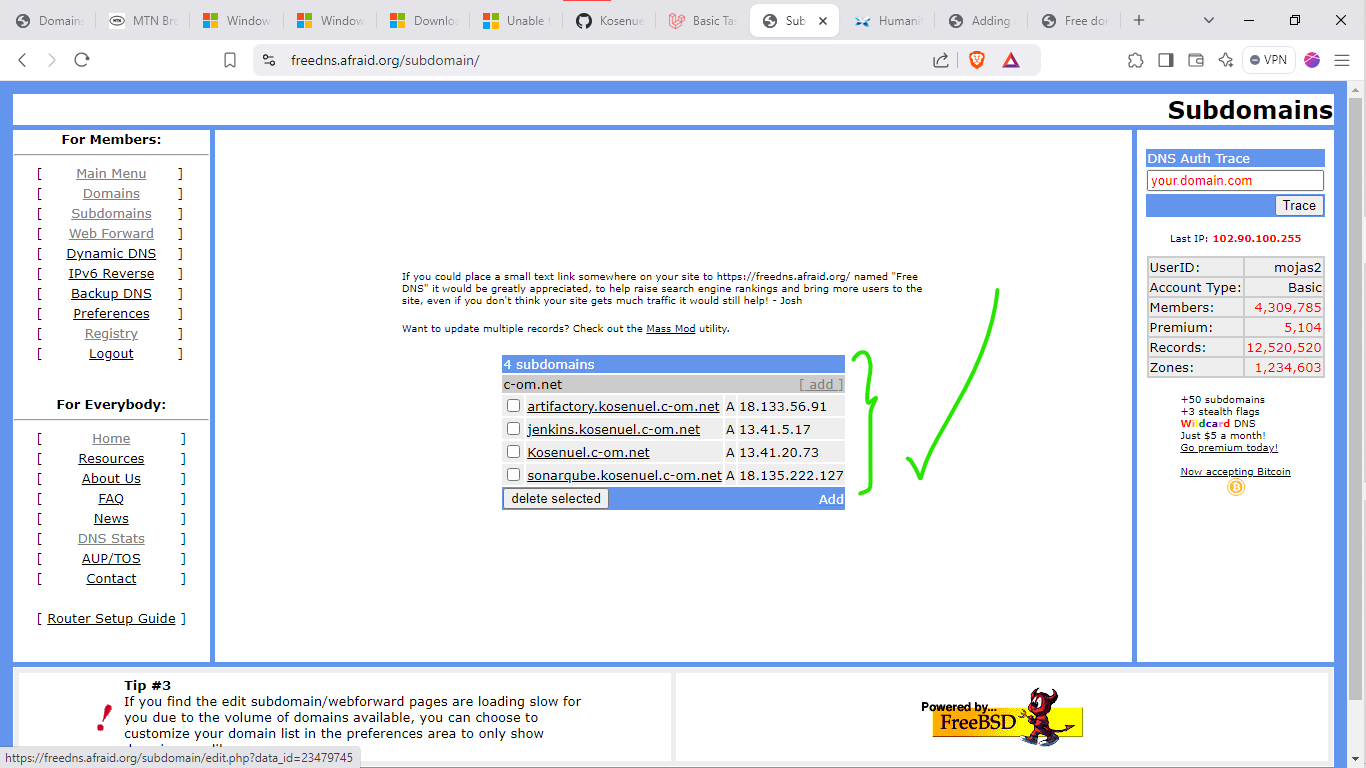 Domains
MTN Bro
Window
Window
Downloa
Unable t
Kosenue
Basic Tas
Sub
Humani
Adding
Free dor
freedns.afraid.org/subdomain/
VPN
Subdomains
For Members:
[ Main Menu ]
[ Domains ]
[ Subdomains ]
[ Web Forward ]
[ Dynamic DNS ]
[ IPv6 Reverse ]
[ Backup DNS ]
[ Preferences ]
[ Registry ]
[ Logout ]
For Everybody:
[ Home ]
[ Resources ]
[ About Us ]
[ FAQ ]
[ News ]
[ DNS Stats ]
[ AUP/TOS ]
[ Contact ]
[ Router Setup Guide ]
If you could place a small text link somewhere on your site to https://freedns.afraid.org/ named "Free
DNS" it would be greatly appreciated, to help raise search engine rankings and bring more users to the
site, even if you don't think your site gets much traffic it would still help! - Josh
Want to update multiple records? Check out the Mass Mod utility.
4 subdomains
c-om.net [ add ]
artifactory.kosenuel.c-om.net A 18.133.56.91
jenkins.kosenuel.c-om.net A 13.41.5.17
Kosenuel.c-om.net A 13.41.20.73
sonarqube.kosenuel.c-om.net A 18.135.222.127
delete selected Add
DNS Auth Trace
your.domain.com
Trace
Last IP: 102.90.100.255
UserID: mojas2
Account Type: Basic
Members: 4,309,785
Premium: 5,104
Records: 12,520,520
Zones: 1,234,603
+50 subdomains
+3 stealth flags
Wildcard DNS
Just $5 a month!
Go premium today!
Now accepting Bitcoin
Tip #3
If you find the edit subdomain/webforward pages are loading slow for
you due to the volume of domains available, you can choose to
customize your domain list in the preferences area to only show
Powered by...
FreeBSD
https://freedns.afraid.org/subdomain/edit.php?data_id=23479745